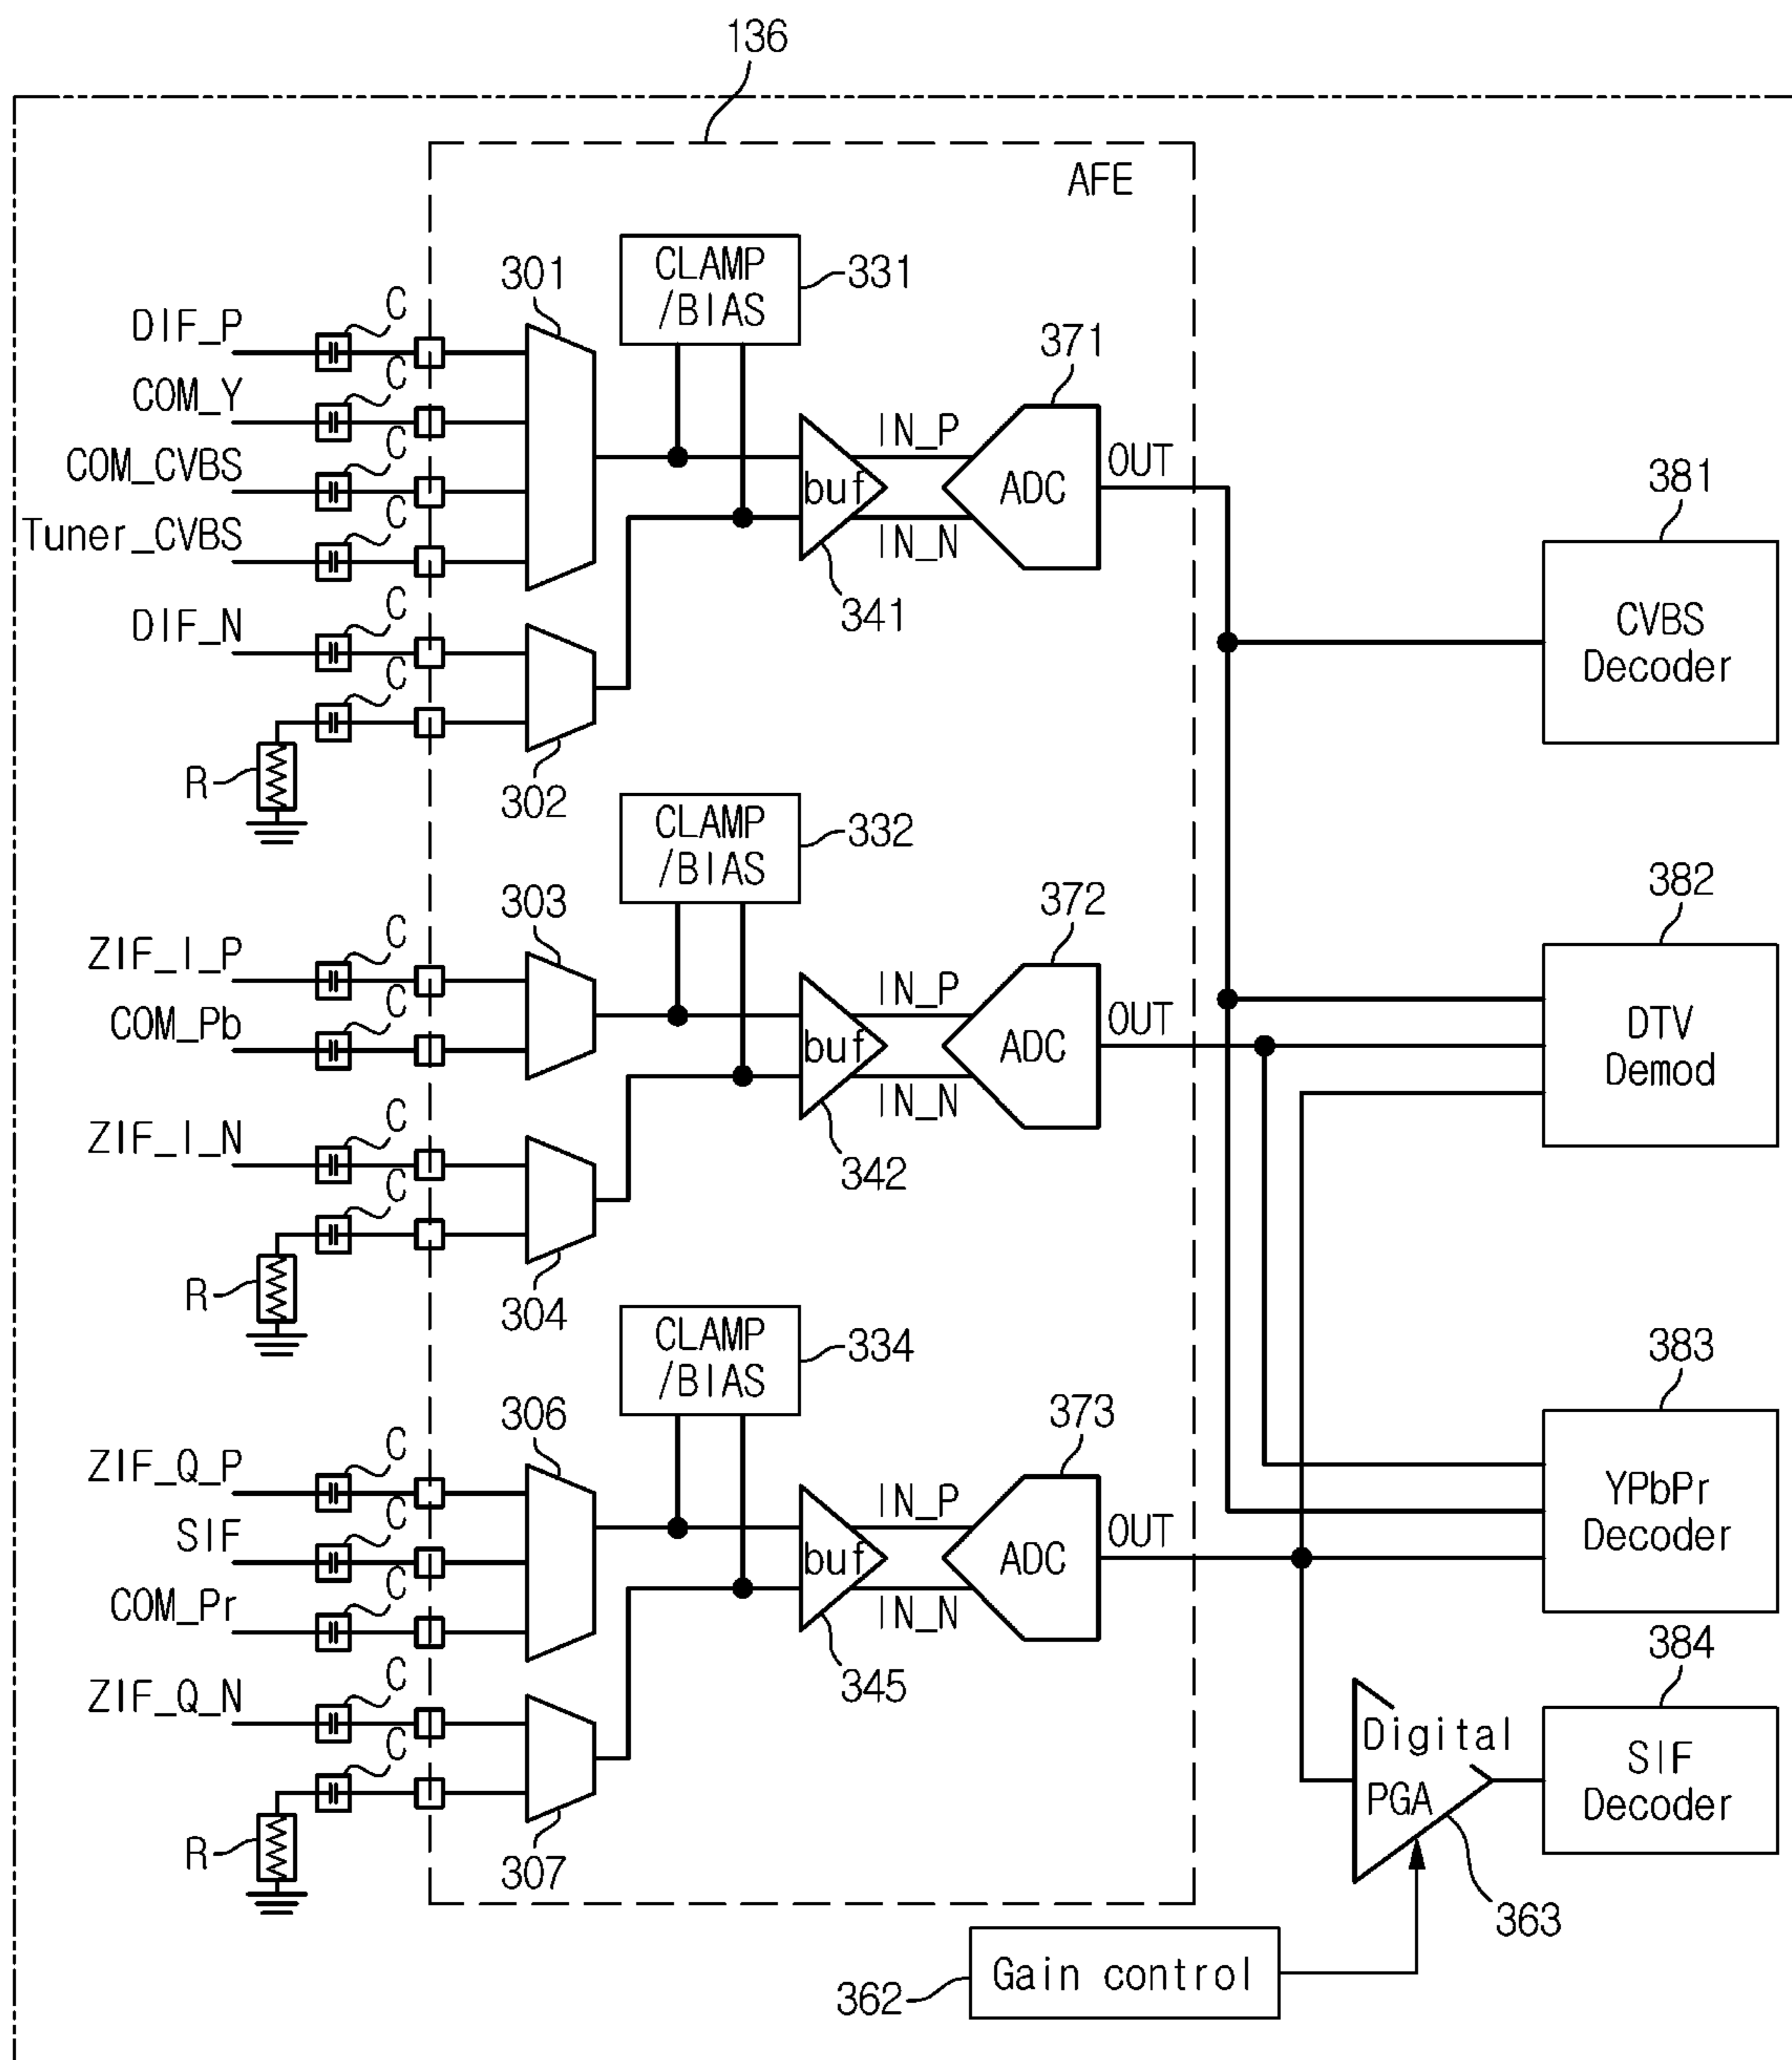 136
AFE
CLAMP
/BIAS
331
301
DIF_P
C
COM_Y
C
COM_CVBS
C
Tuner_CVBS
C
DIF_N
C
C
R
302
IN_P
buf
IN_N
341
371
ADC
OUT
381
CVBS
Decoder
CLAMP
/BIAS
332
303
ZIF_I_P
C
COM_Pb
C
ZIF_I_N
C
C
R
304
IN_P
buf
IN_N
342
372
ADC
OUT
382
DTV
Demod
CLAMP
/BIAS
334
306
ZIF_Q_P
C
SIF
C
COM_Pr
C
ZIF_Q_N
C
C
R
307
IN_P
buf
IN_N
345
373
ADC
OUT
383
YPbPr
Decoder
384
SIF
Decoder
Digital
PGA
363
362
Gain control